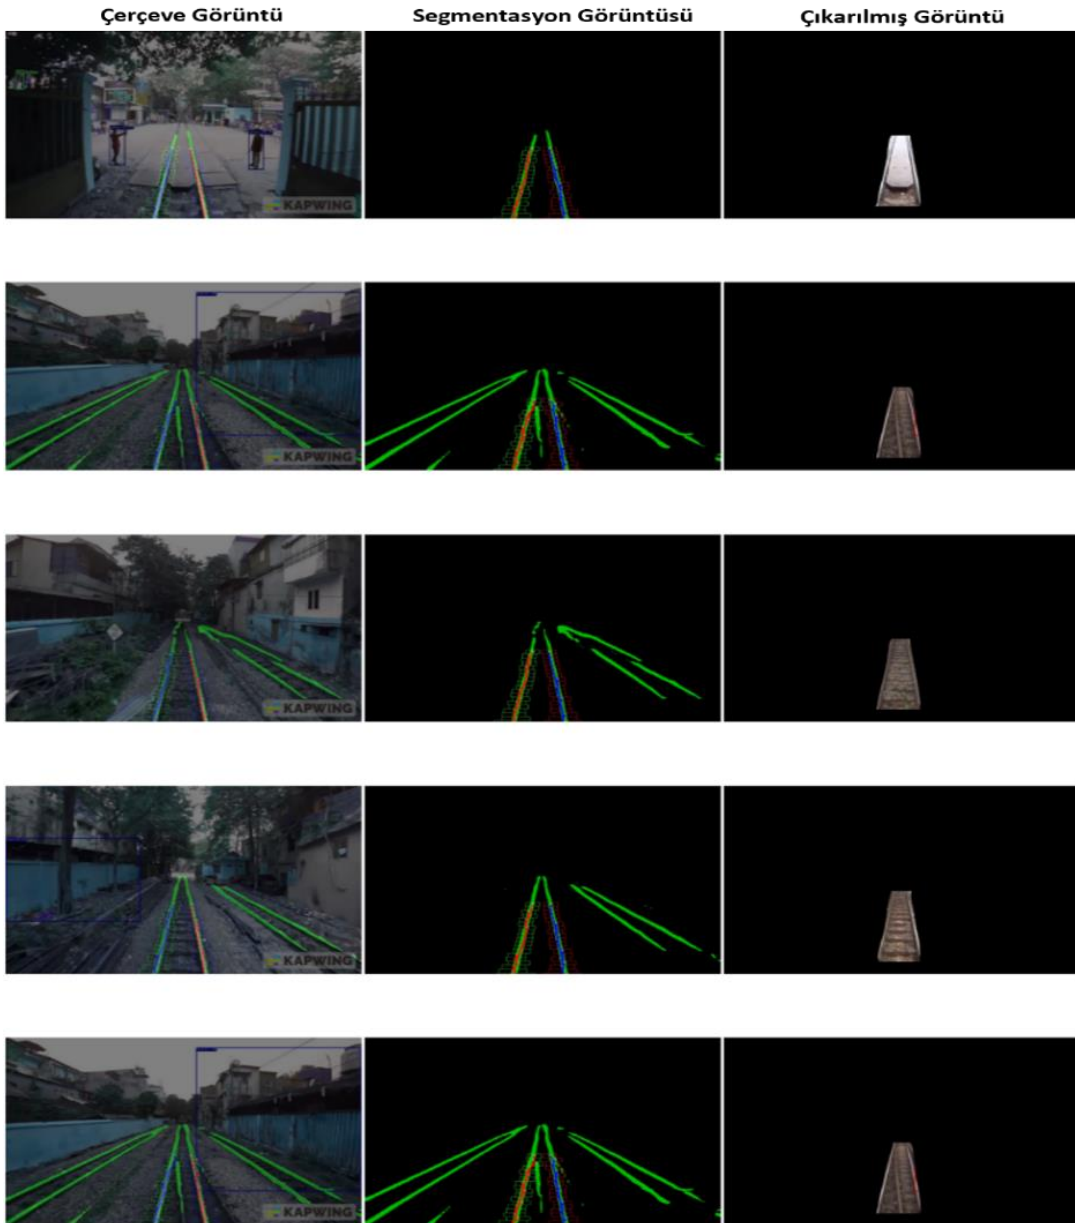 Çerçeve Görüntü
Segmentasyon Görüntüsü
Çıkarılmış Görüntü
KAPWING
KAPWING
KAPWING
KAPWING
KAPWING